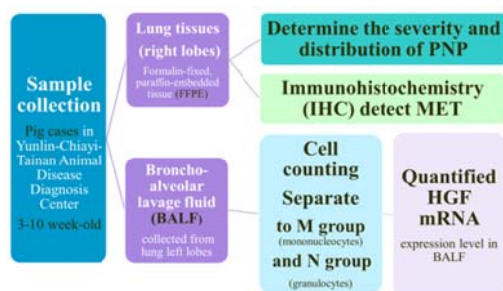 Sample
collection
Pig cases in
Yunlin-Chiayi-
Tainan Animal
Disease
Diagnosis
Center
3-10 week-old
Lung tissues
(right lobes)
Formalin-fixed,
paraffin-embedded
tissue (FFPE)
Broncho-
alveolar
lavage fluid
(BALF)
collected from
lung left lobes
Determine the severity and
distribution of PNP
Immunohistochemistry
(IHC) detect MET
Cell
counting
Separate
to M group
(mononucleocytes)
and N group
(granulocytes)
Quantified
HGF
mRNA
expression level in
BALF